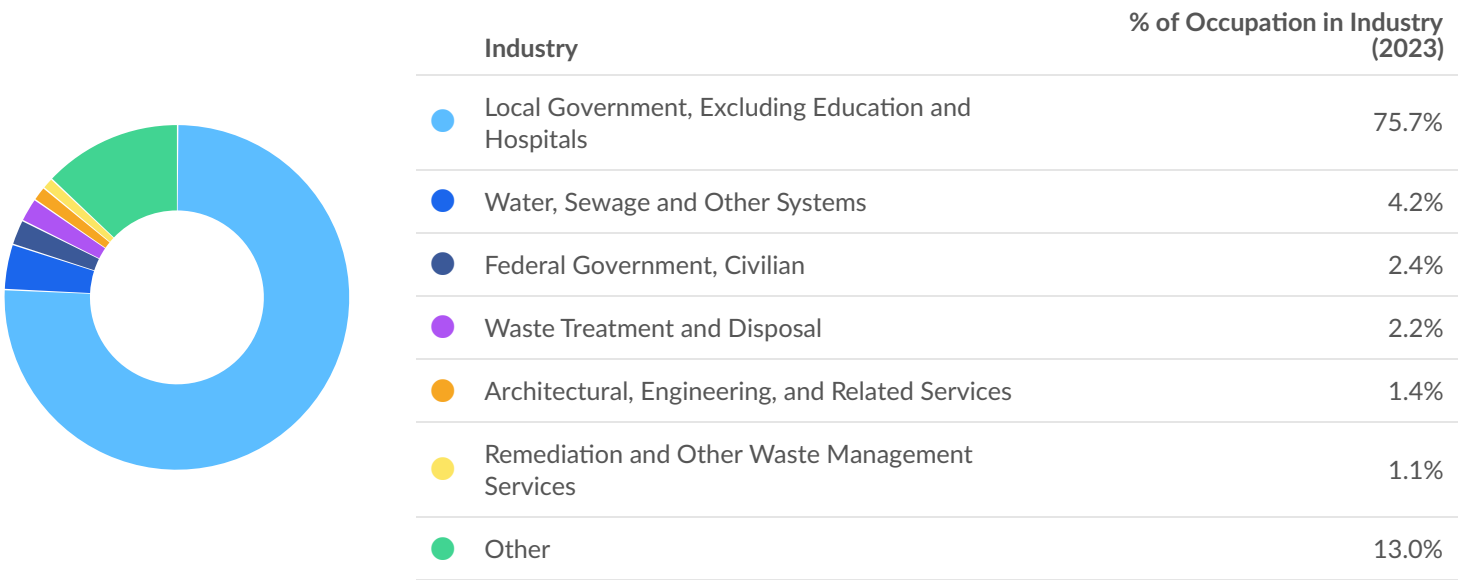 % of Occupation in Industry
Industry
(2023)
Local Government, Excluding Education and
Hospitals
75.7%
Water, Sewage and Other Systems
4.2%
Federal Government, Civilian
2.4%
Waste Treatment and Disposal
2.2%
Architectural, Engineering, and Related Services
1.4%
Remediation and Other Waste Management
Services
1.1%
Other
13.0%